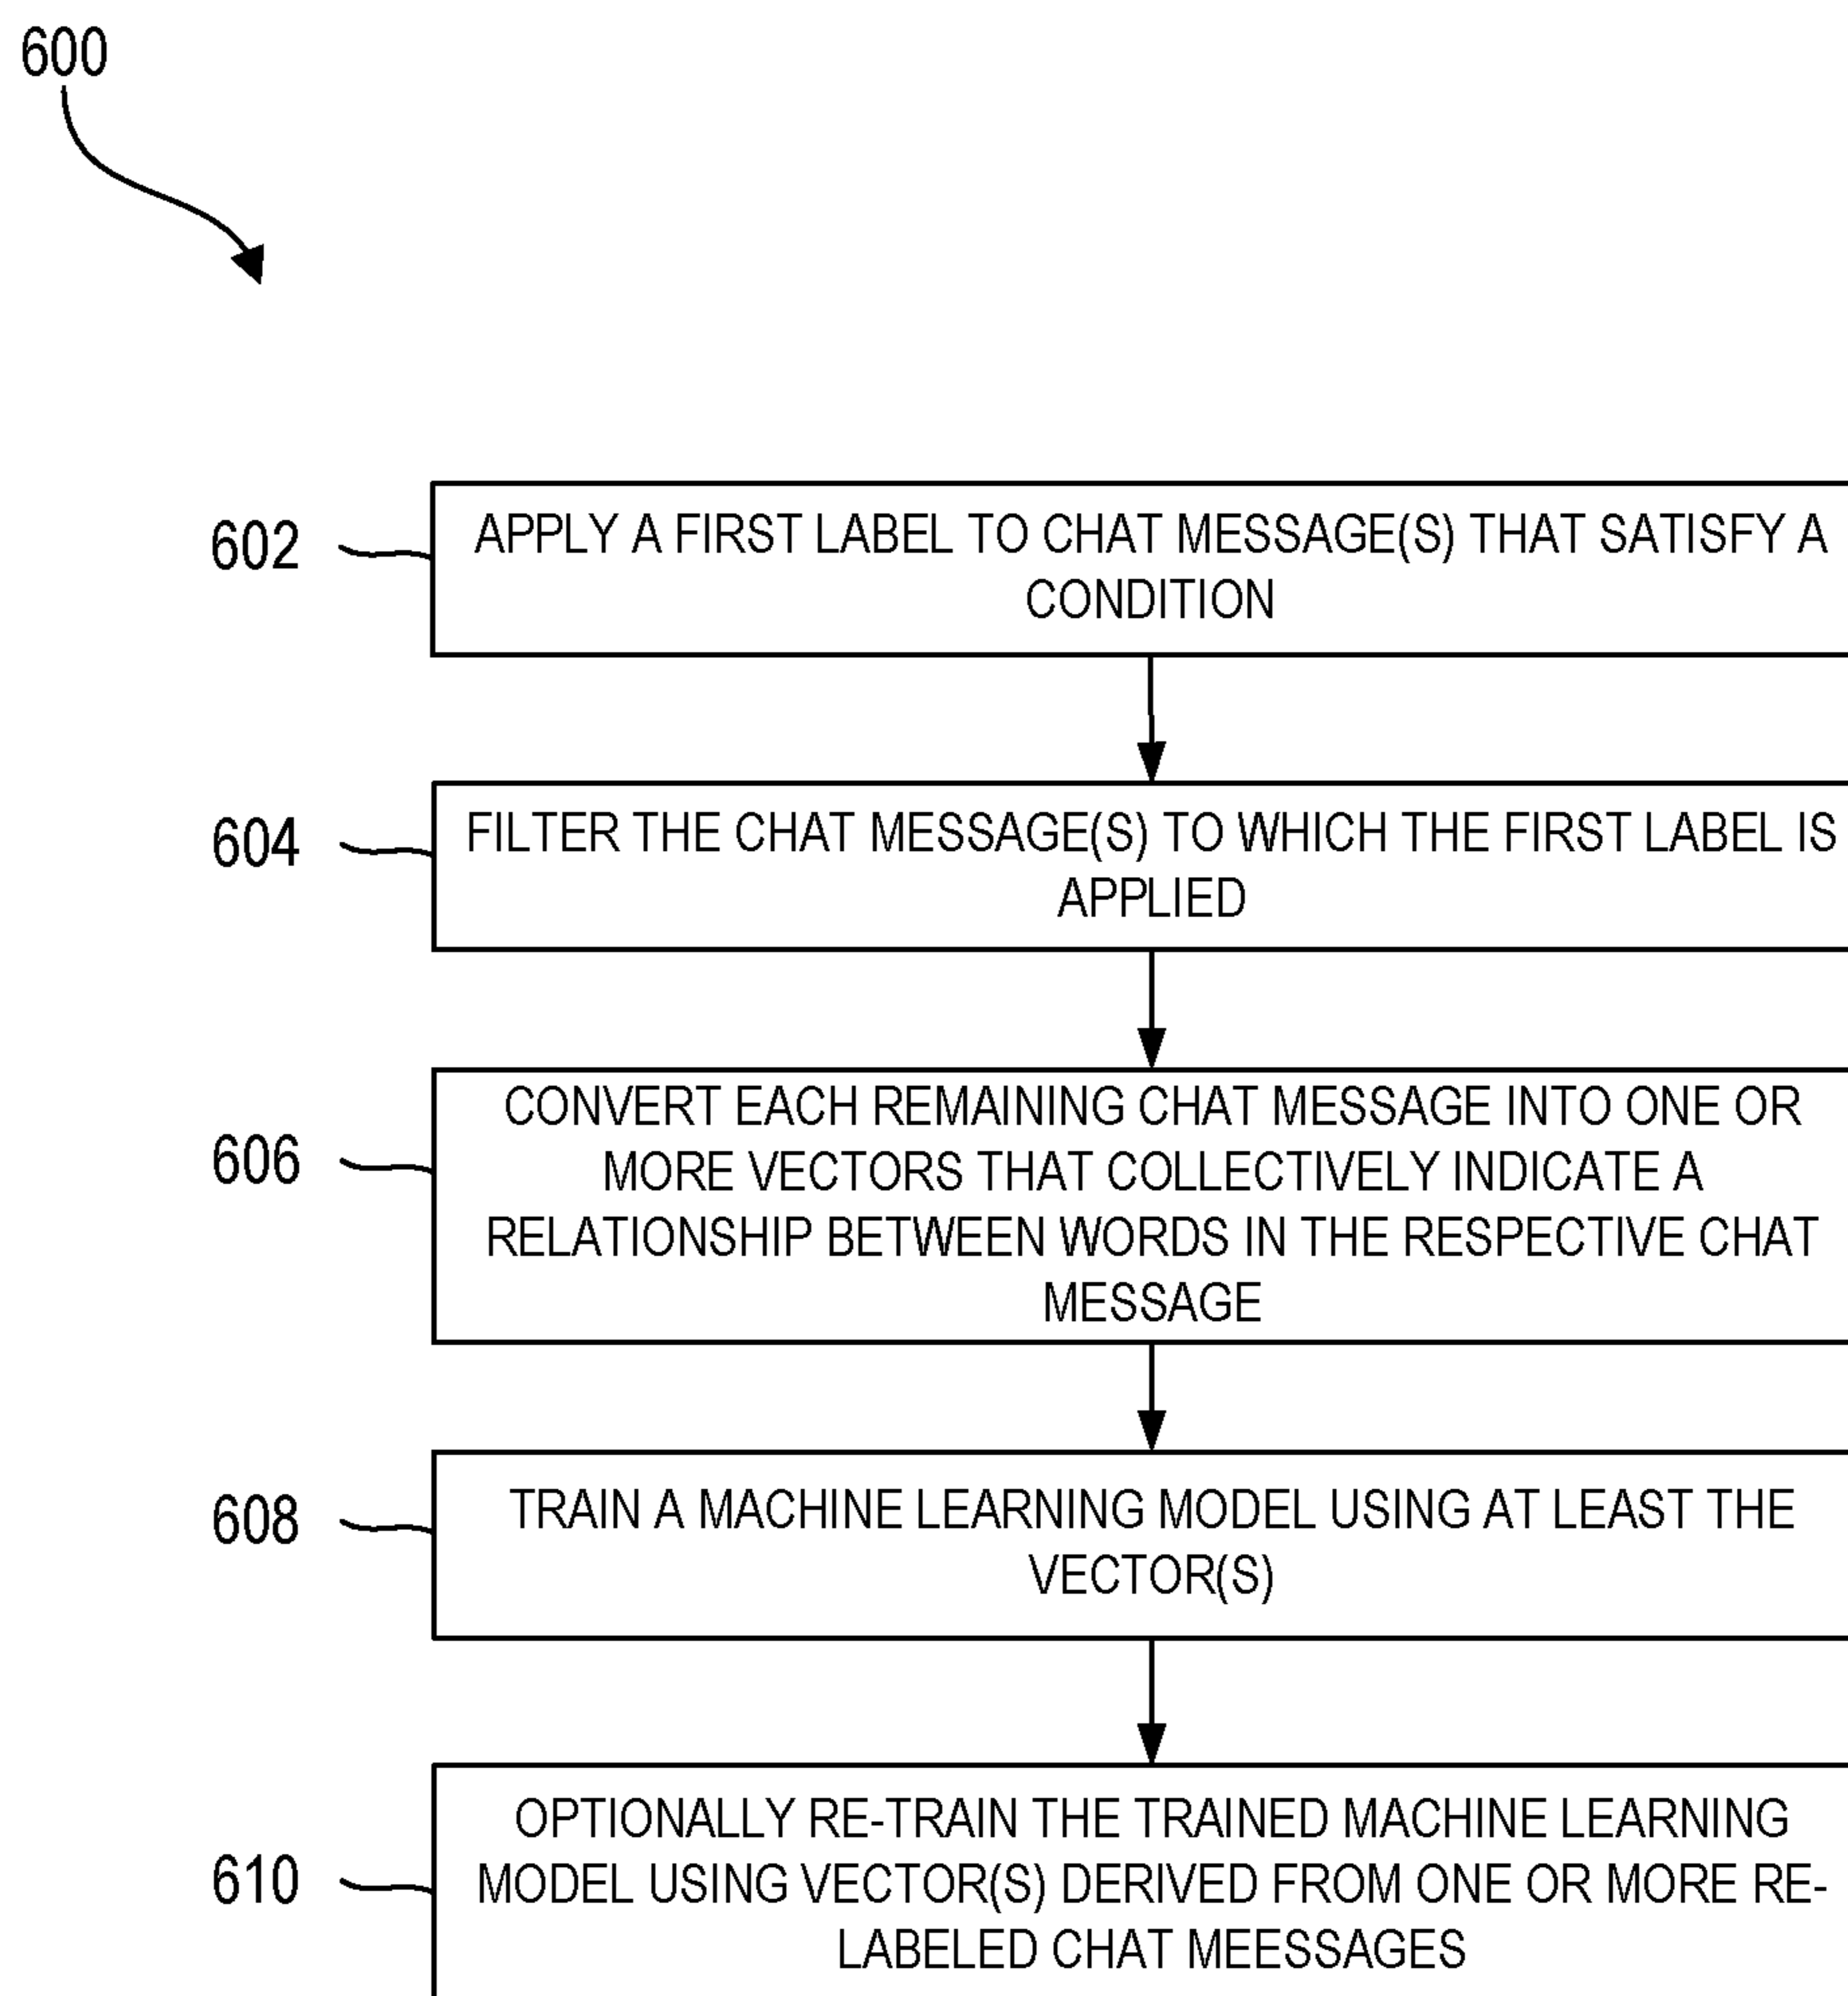 600
602
APPLY A FIRST LABEL TO CHAT MESSAGE(S) THAT SATISFY A
CONDITION
604
FILTER THE CHAT MESSAGE(S) TO WHICH THE FIRST LABEL IS
APPLIED
606
CONVERT EACH REMAINING CHAT MESSAGE INTO ONE OR
MORE VECTORS THAT COLLECTIVELY INDICATE A
RELATIONSHIP BETWEEN WORDS IN THE RESPECTIVE CHAT
MESSAGE
608
TRAIN A MACHINE LEARNING MODEL USING AT LEAST THE
VECTOR(S)
610
OPTIONALLY RE-TRAIN THE TRAINED MACHINE LEARNING
MODEL USING VECTOR(S) DERIVED FROM ONE OR MORE RE-
LABELED CHAT MEESSAGES